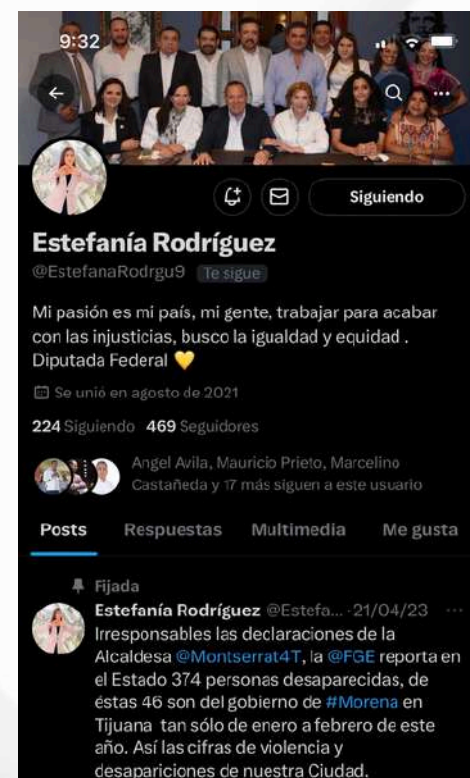 9:32
Siguiendo
Estefanía Rodríguez
@EstefanaRodrgu9 Te sigue
Mi pasión es mi país, mi gente, trabajar para acabar
con las injusticias, busco la igualdad y equidad .
Diputada Federal 💛
Se unió en agosto de 2021
224 Siguiendo 469 Seguidores
Angel Avila, Mauricio Prieto, Marcelino
Castañeda y 17 más siguen a este usuario
Posts Respuestas Multimedia Me gusta
Fijada
Estefanía Rodríguez @Estefa... · 21/04/23 ···
Irresponsables las declaraciones de la
Alcaldesa @Montserrat4T, la @FGE reporta en
el Estado 374 personas desaparecidas, de
éstas 46 son del gobierno de #Morena en
Tijuana tan sólo de enero a febrero de este
año. Así las cifras de violencia y
desapariciones de nuestra Ciudad.